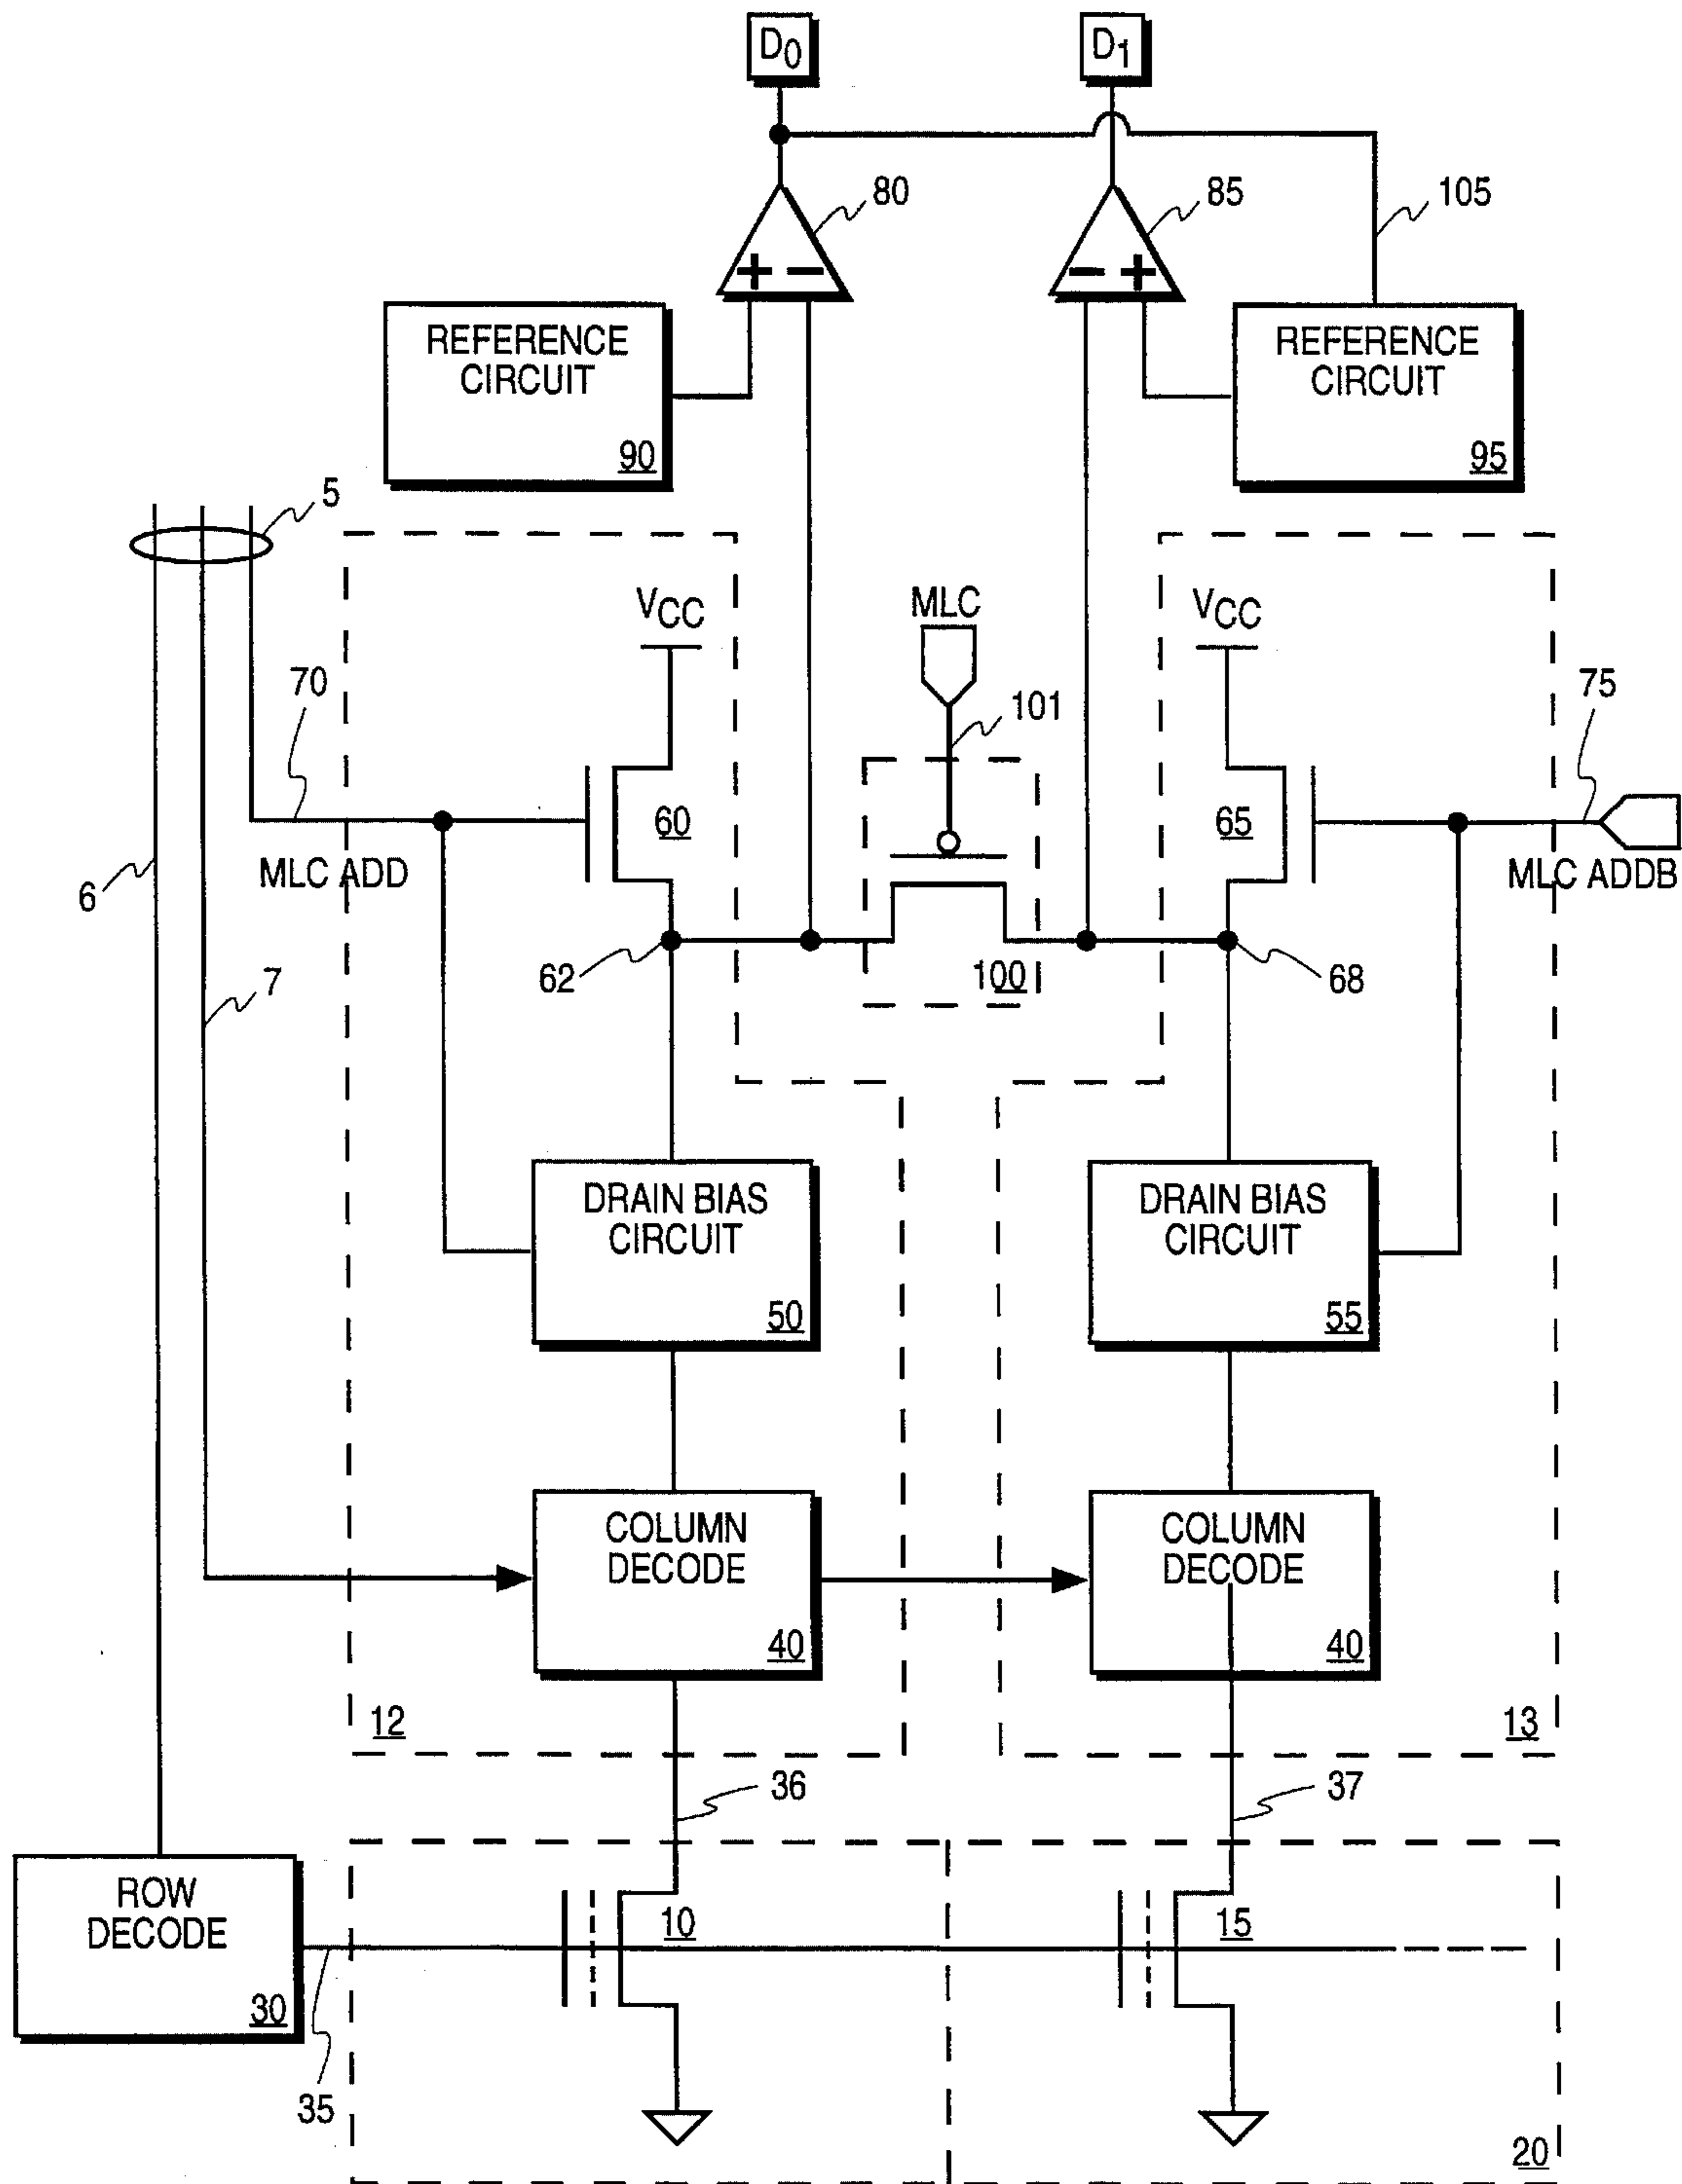 D0
D1
80
85
105
+ −
− +
REFERENCE
CIRCUIT
90
REFERENCE
CIRCUIT
95
5
VCC
MLC
VCC
70
101
75
60
65
MLC ADD
MLC ADDB
6
62
100
68
7
DRAIN BIAS
CIRCUIT
50
DRAIN BIAS
CIRCUIT
55
COLUMN
DECODE
40
COLUMN
DECODE
40
12
13
36
37
ROW
DECODE
30
10
15
35
20